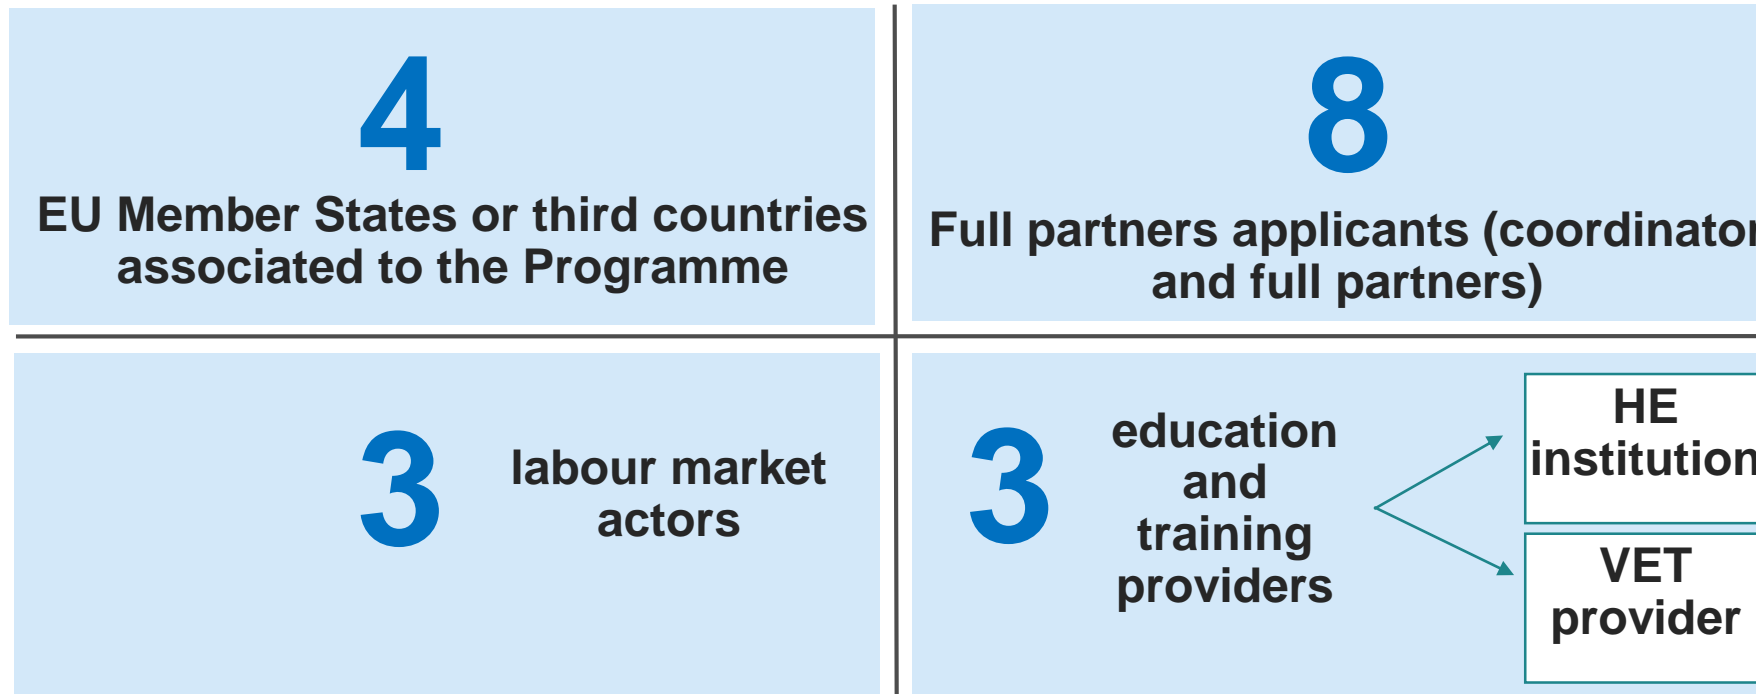 4
EU Member States or third countries
associated to the Programme
8
Full partners applicants (coordinator
and full partners)
3
labour market
actors
3
education
and
training
providers
HE
institution
VET
provider